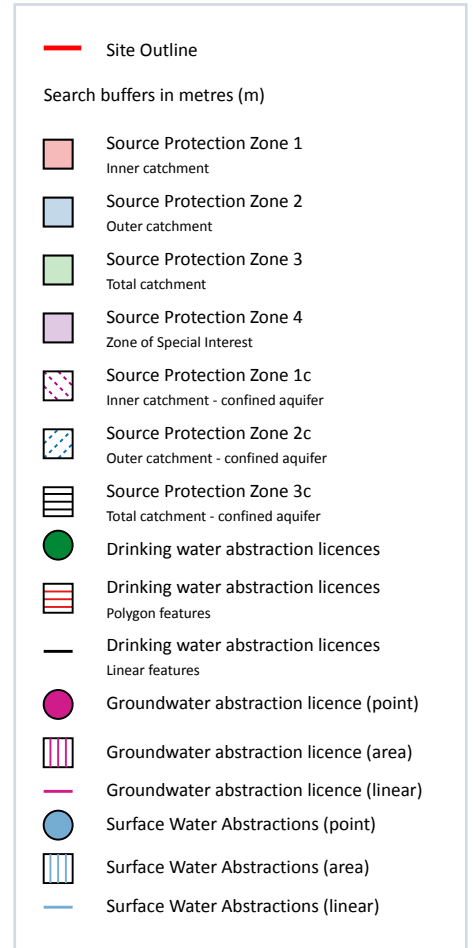 Site Outline
Search buffers in metres (m)
Source Protection Zone 1
Inner catchment
Source Protection Zone 2
Outer catchment
Source Protection Zone 3
Total catchment
Source Protection Zone 4
Zone of Special Interest
Source Protection Zone 1c
Inner catchment - confined aquifer
Source Protection Zone 2c
Outer catchment - confined aquifer
Source Protection Zone 3c
Total catchment - confined aquifer
Drinking water abstraction licences
Drinking water abstraction licences
Polygon features
Drinking water abstraction licences
Linear features
Groundwater abstraction licence (point)
Groundwater abstraction licence (area)
Groundwater abstraction licence (linear)
Surface Water Abstractions (point)
Surface Water Abstractions (area)
Surface Water Abstractions (linear)